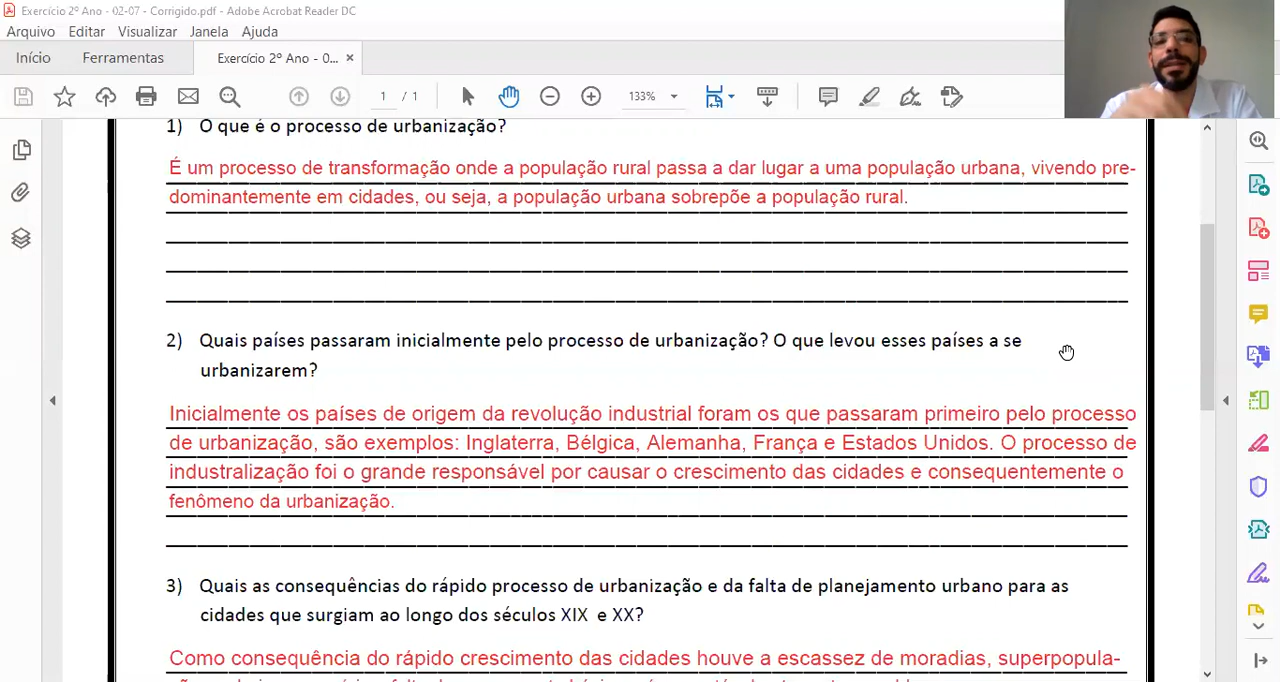 Exercício 2º Ano - 02-07 - Corrigido.pdf - Adobe Acrobat Reader DC
Arquivo Editar Visualizar Janela Ajuda
Início Ferramentas Exercício 2º Ano - 0... ×
1 / 1 133%
1) O que é o processo de urbanização?
É um processo de transformação onde a população rural passa a dar lugar a uma população urbana, vivendo pre-
dominantemente em cidades, ou seja, a população urbana sobrepõe a população rural.
2) Quais países passaram inicialmente pelo processo de urbanização? O que levou esses países a se
urbanizarem?
Inicialmente os países de origem da revolução industrial foram os que passaram primeiro pelo processo
de urbanização, são exemplos: Inglaterra, Bélgica, Alemanha, França e Estados Unidos. O processo de
industralização foi o grande responsável por causar o crescimento das cidades e consequentemente o
fenômeno da urbanização.
3) Quais as consequências do rápido processo de urbanização e da falta de planejamento urbano para as
cidades que surgiam ao longo dos séculos XIX e XX?
Como consequência do rápido crescimento das cidades houve a escassez de moradias, superpopula-